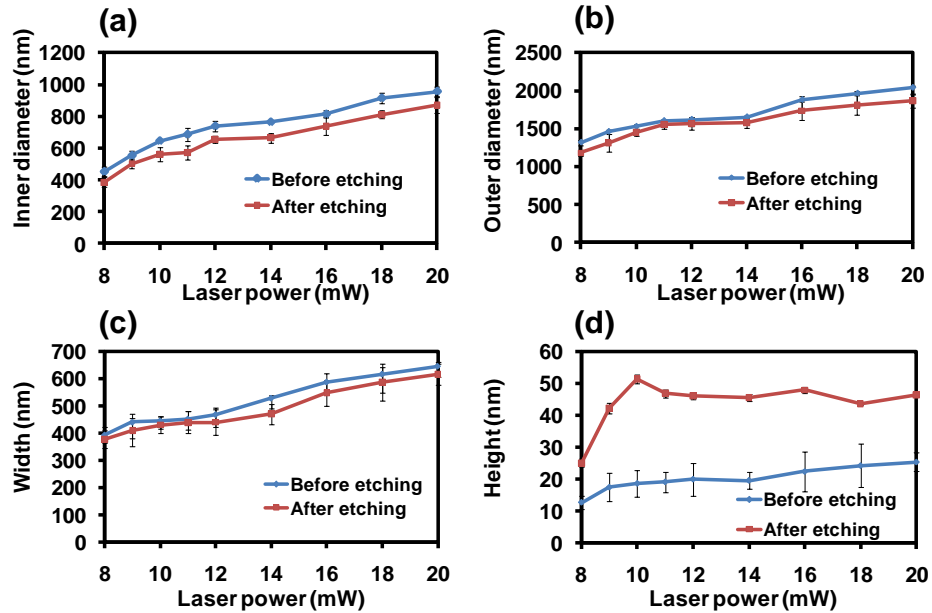 (a)
Inner diameter (nm)
1200
1000
800
600
400
200
0
Before etching
After etching
8 10 12 14 16 18 20
Laser power (mW)
(b)
Outer diameter (nm)
2500
2000
1500
1000
500
0
Before etching
After etching
8 10 12 14 16 18 20
Laser power (mW)
(c)
Width (nm)
700
600
500
400
300
200
100
0
Before etching
After etching
8 10 12 14 16 18 20
Laser power (mW)
(d)
Height (nm)
60
50
40
30
20
10
0
Before etching
After etching
8 10 12 14 16 18 20
Laser power (mW)